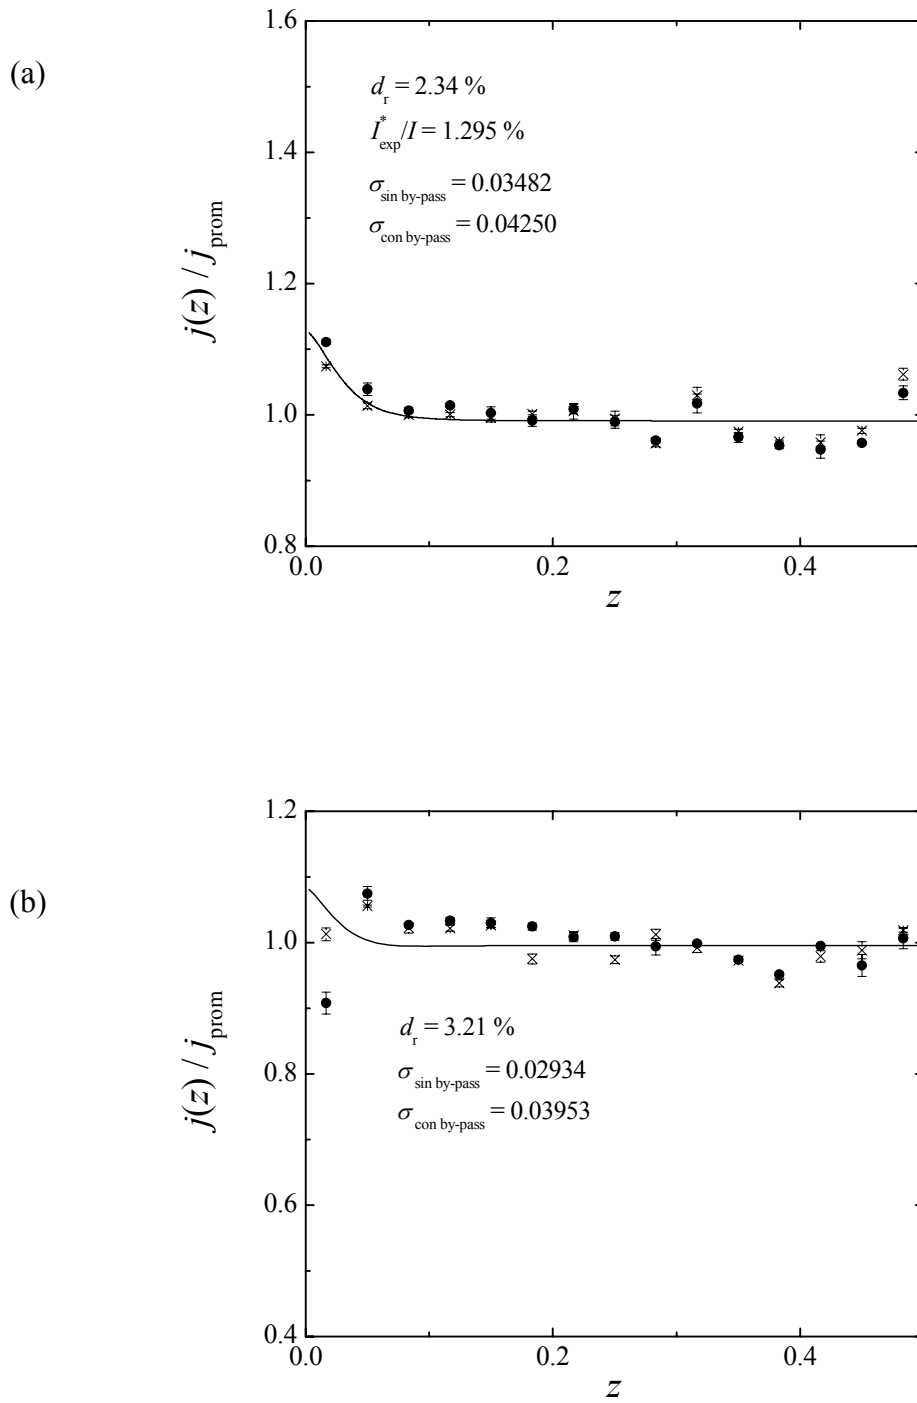 (a)
1.6
1.4
1.2
1.0
0.8
0.0
0.2
0.4
z
j(z) / j_prom
d_r = 2.34 %
I*_exp/I = 1.295 %
σ_sin by-pass = 0.03482
σ_con by-pass = 0.04250
(b)
1.2
1.0
0.8
0.6
0.4
0.0
0.2
0.4
z
j(z) / j_prom
d_r = 3.21 %
σ_sin by-pass = 0.02934
σ_con by-pass = 0.03953